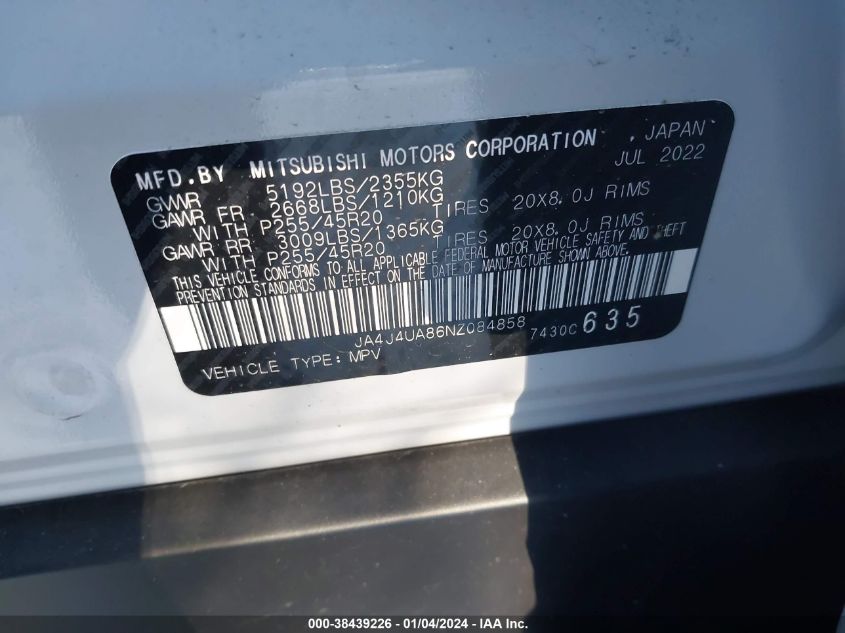 MFD.BY MITSUBISHI MOTORS CORPORATION , JAPAN
JUL 2022
GVWR 5192LBS/2355KG
GAWR FR 2668LBS/1210KG
WITH P255/45R20 TIRES 20X8.0J RIMS
GAWR RR 3009LBS/1365KG
WITH P255/45R20 TIRES 20X8.0J RIMS
THIS VEHICLE CONFORMS TO ALL APPLICABLE FEDERAL MOTOR VEHICLE SAFETY AND THEFT
PREVENTION STANDARDS IN EFFECT ON THE DATE OF MANUFACTURE SHOWN ABOVE.
JA4J4UA86NZ084858 7430C 635
VEHICLE TYPE: MPV
000-38439226 - 01/04/2024 - IAA Inc.